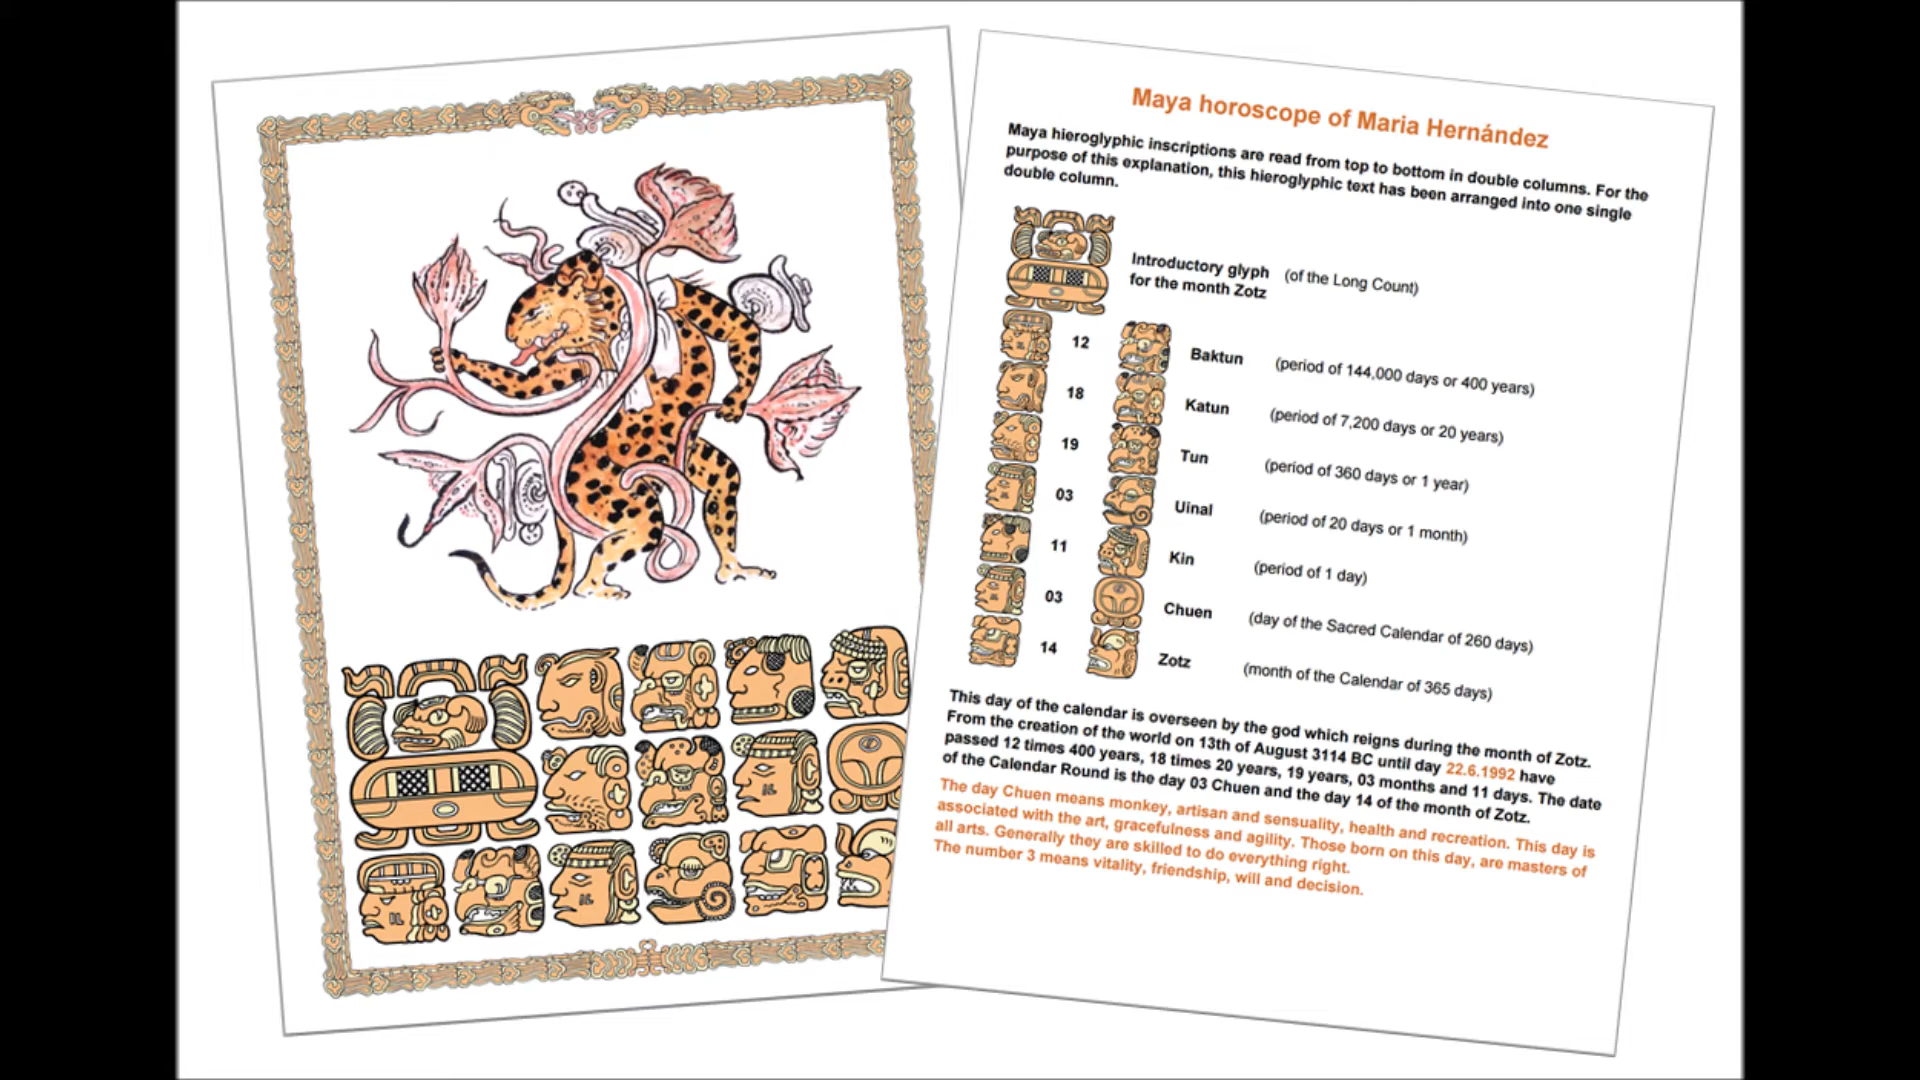 Maya horoscope of Maria Hernández
Maya hieroglyphic inscriptions are read from top to bottom in double columns. For the
purpose of this explanation, this hieroglyphic text has been arranged into one single
double column.
Introductory glyph (of the Long Count)
for the month Zotz
12 Baktun (period of 144,000 days or 400 years)
18 Katun (period of 7,200 days or 20 years)
19 Tun (period of 360 days or 1 year)
03 Uinal (period of 20 days or 1 month)
11 Kin (period of 1 day)
03 Chuen (day of the Sacred Calendar of 260 days)
14 Zotz (month of the Calendar of 365 days)
This day of the calendar is overseen by the god which reigns during the month of Zotz.
From the creation of the world on 13th of August 3114 BC until day 22.6.1992 have
passed 12 times 400 years, 18 times 20 years, 19 years, 03 months and 11 days. The date
of the Calendar Round is the day 03 Chuen and the day 14 of the month of Zotz.
The day Chuen means monkey, artisan and sensuality, health and recreation. This day is
associated with the art, gracefulness and agility. Those born on this day, are masters of
all arts. Generally they are skilled to do everything right.
The number 3 means vitality, friendship, will and decision.